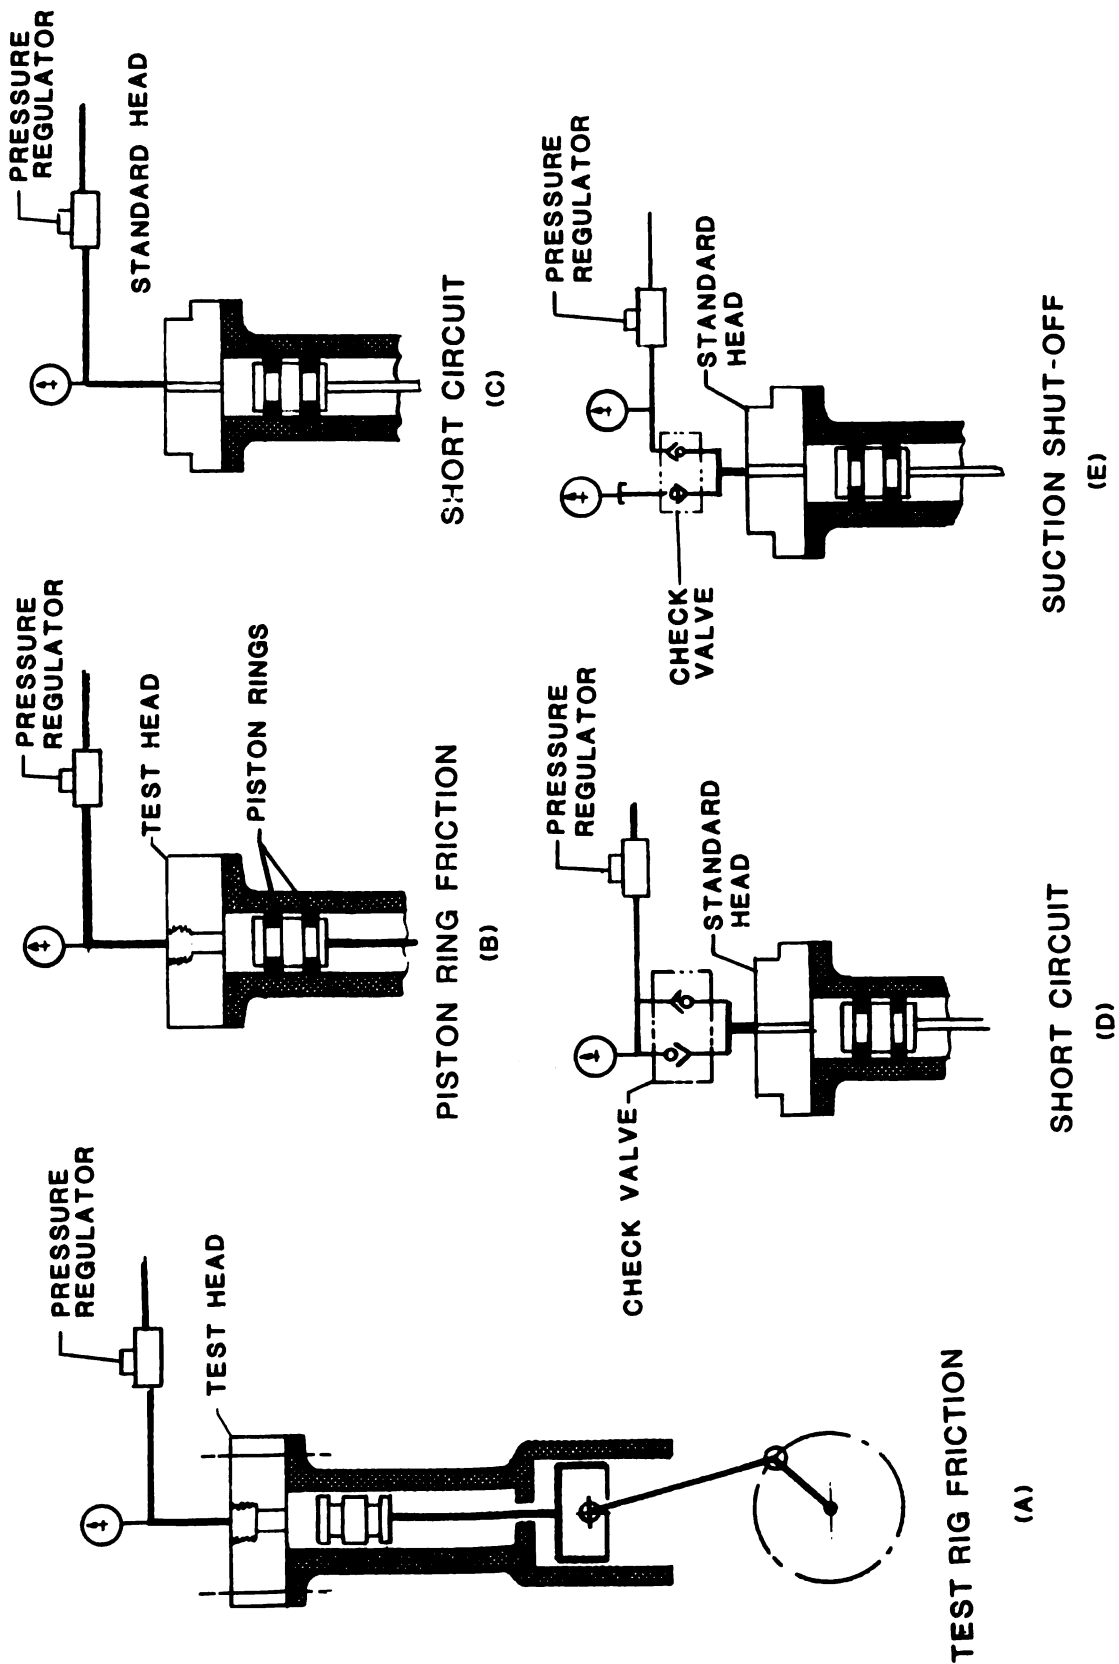 PRESSURE
REGULATOR
TEST HEAD
TEST RIG FRICTION
(A)
PRESSURE
REGULATOR
TEST HEAD
PISTON RINGS
PISTON RING FRICTION
(B)
PRESSURE
REGULATOR
STANDARD HEAD
SHORT CIRCUIT
(C)
PRESSURE
REGULATOR
CHECK VALVE
STANDARD
HEAD
SHORT CIRCUIT
(D)
PRESSURE
REGULATOR
STANDARD
HEAD
CHECK
VALVE
SUCTION SHUT-OFF
(E)